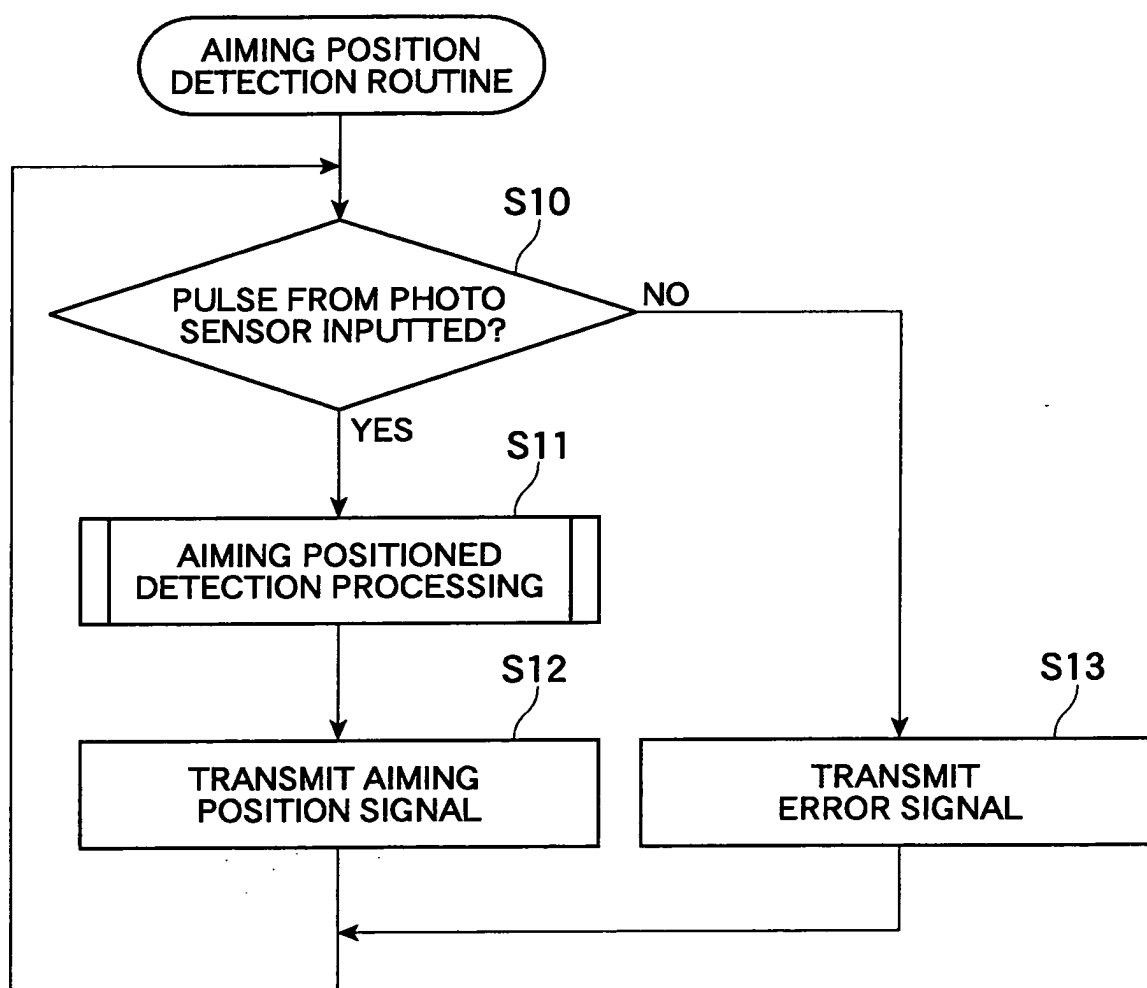 AIMING POSITION
DETECTION ROUTINE
S10
PULSE FROM PHOTO
SENSOR INPUTTED?
NO
YES
S11
AIMING POSITIONED
DETECTION PROCESSING
S12
TRANSMIT AIMING
POSITION SIGNAL
S13
TRANSMIT
ERROR SIGNAL